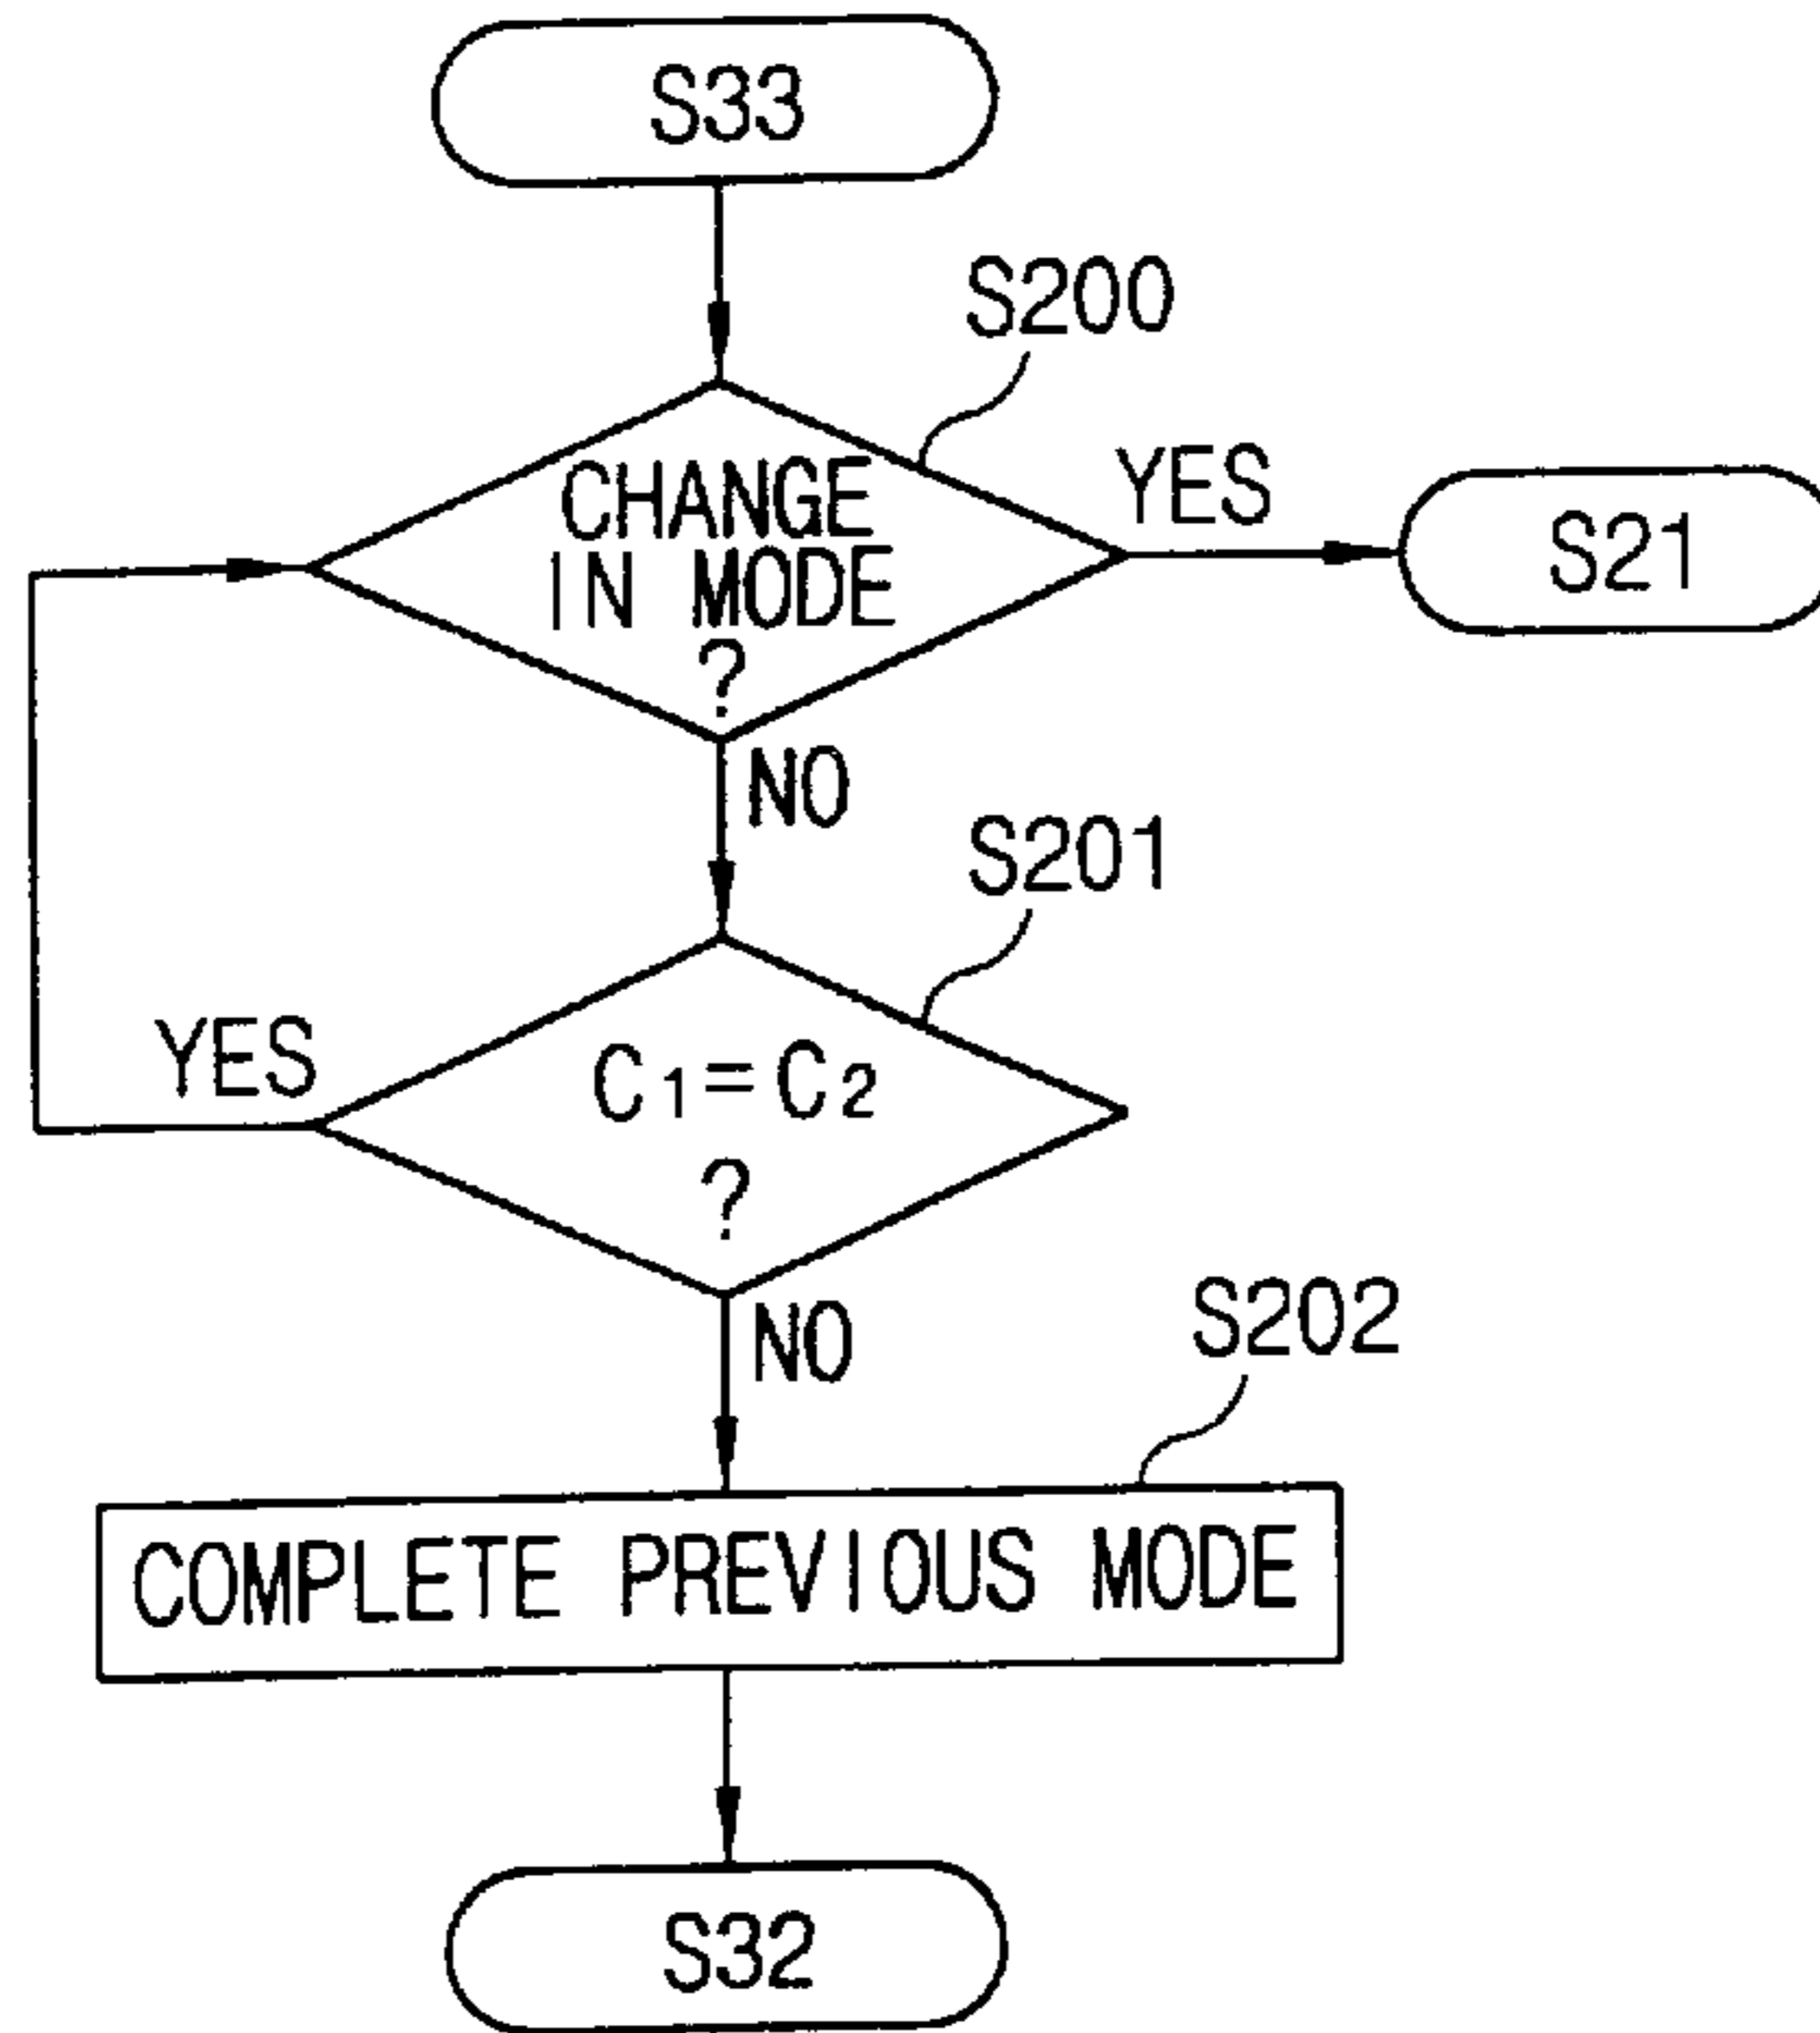 S33
S200
CHANGE
IN MODE
?
YES
S21
NO
S201
C1=C2
?
YES
NO
S202
COMPLETE PREVIOUS MODE
S32